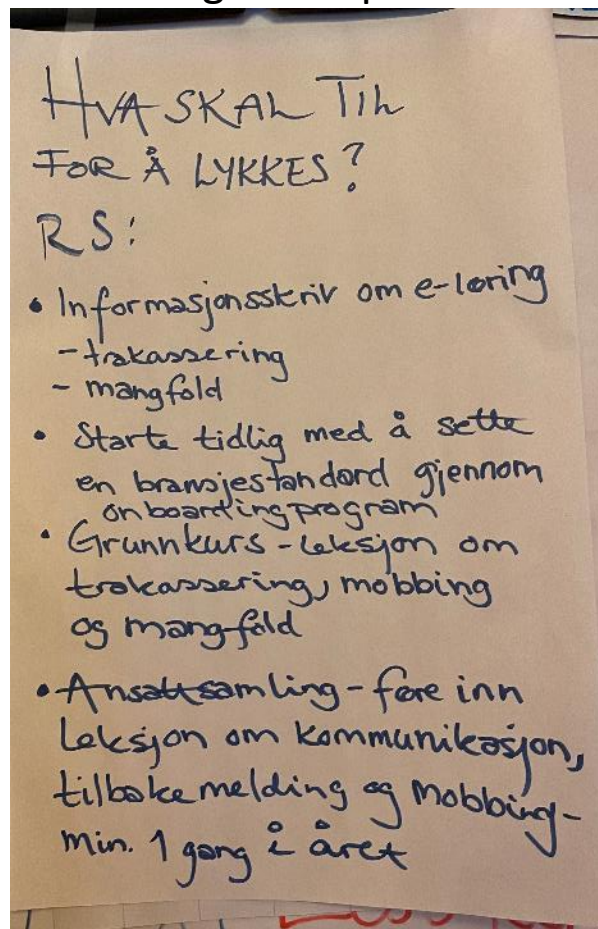 HVA SKAL TIL
FOR Å LYKKES?
RS:
• Informasjonsskriv om e-læring
- trakassering
- mangfold
• Starte tidlig med å sette
en bransjestandard gjennom
onboardingprogram
• Grunnkurs - leksjon om
trakassering, mobbing
og mangfold
• Ansattsamling - føre inn
Leksjon om kommunikasjon,
tilbakemelding og mobbing -
min. 1 gang i året